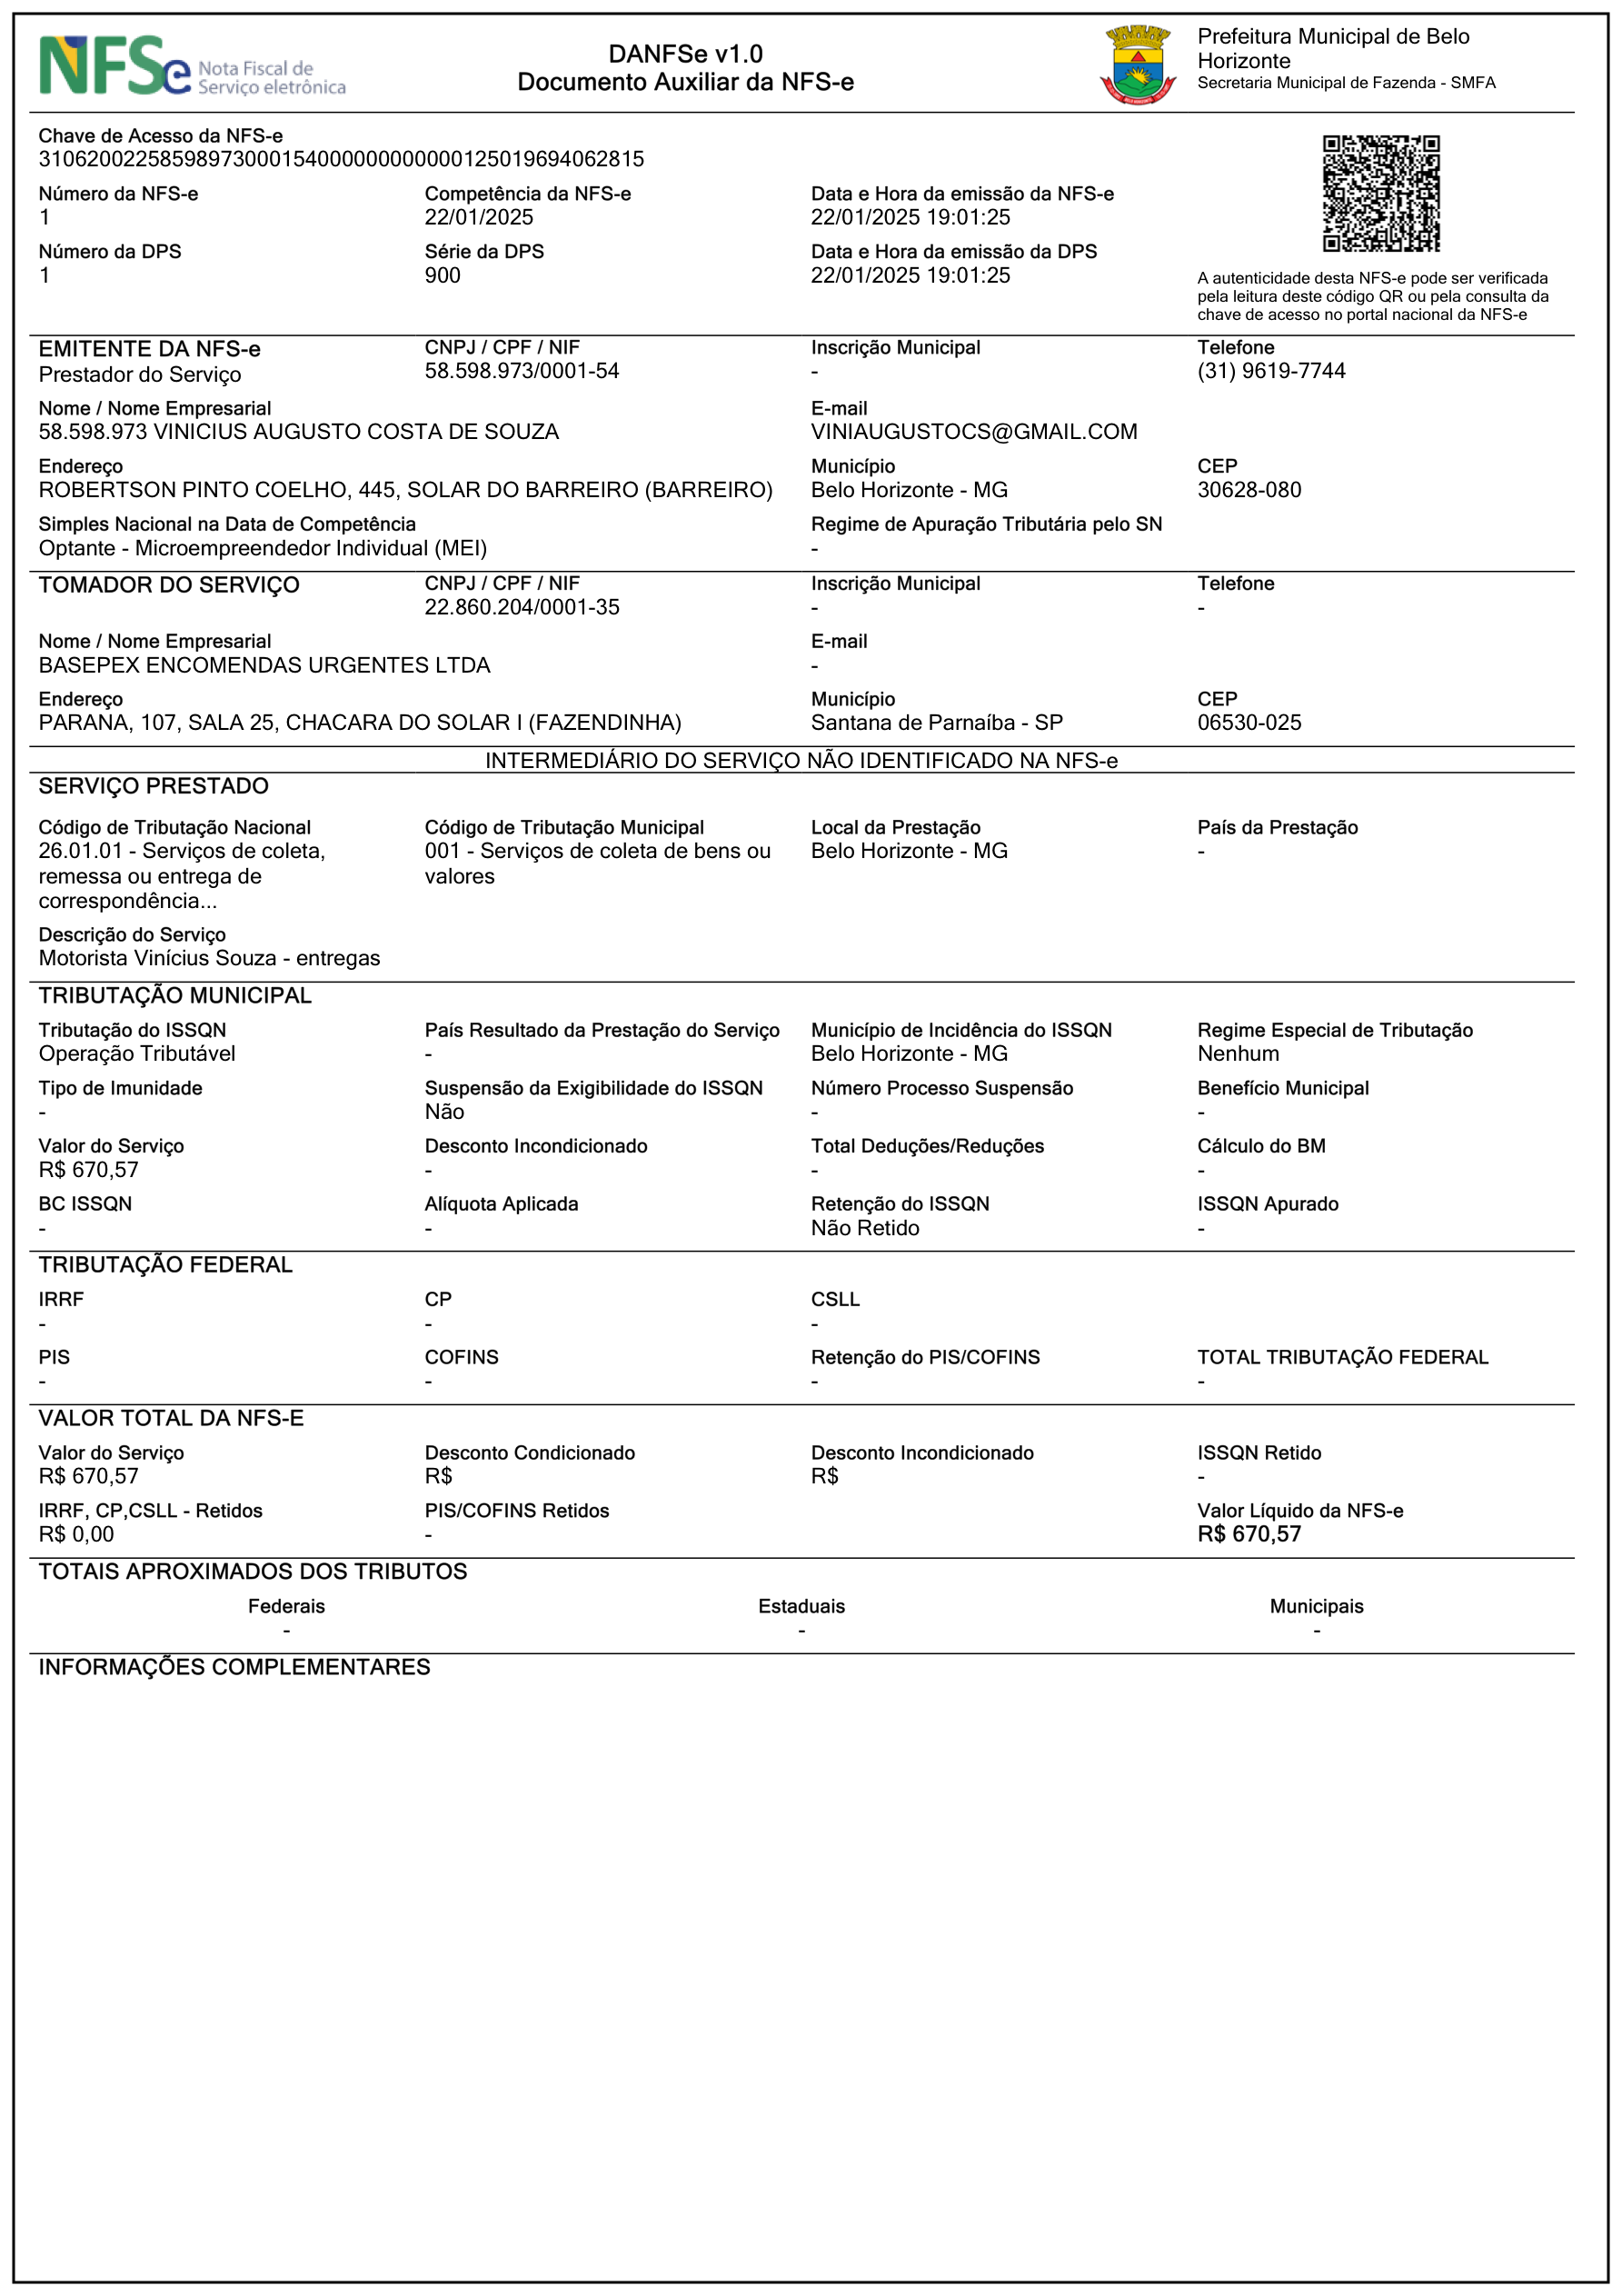 NFSe Nota Fiscal de
Serviço eletrônica
DANFSe v1.0
Documento Auxiliar da NFS-e
Prefeitura Municipal de Belo
Horizonte
Secretaria Municipal de Fazenda - SMFA
Chave de Acesso da NFS-e
31062002258598973000154000000000000125019694062815
Número da NFS-e
1
Competência da NFS-e
22/01/2025
Data e Hora da emissão da NFS-e
22/01/2025 19:01:25
Número da DPS
1
Série da DPS
900
Data e Hora da emissão da DPS
22/01/2025 19:01:25
A autenticidade desta NFS-e pode ser verificada
pela leitura deste código QR ou pela consulta da
chave de acesso no portal nacional da NFS-e
EMITENTE DA NFS-e
Prestador do Serviço
CNPJ / CPF / NIF
58.598.973/0001-54
Inscrição Municipal
-
Telefone
(31) 9619-7744
Nome / Nome Empresarial
58.598.973 VINICIUS AUGUSTO COSTA DE SOUZA
E-mail
VINIAUGUSTOCS@GMAIL.COM
Endereço
ROBERTSON PINTO COELHO, 445, SOLAR DO BARREIRO (BARREIRO)
Município
Belo Horizonte - MG
CEP
30628-080
Simples Nacional na Data de Competência
Optante - Microempreendedor Individual (MEI)
Regime de Apuração Tributária pelo SN
-
TOMADOR DO SERVIÇO
CNPJ / CPF / NIF
22.860.204/0001-35
Inscrição Municipal
-
Telefone
-
Nome / Nome Empresarial
BASEPEX ENCOMENDAS URGENTES LTDA
E-mail
-
Endereço
PARANA, 107, SALA 25, CHACARA DO SOLAR I (FAZENDINHA)
Município
Santana de Parnaíba - SP
CEP
06530-025
INTERMEDIÁRIO DO SERVIÇO NÃO IDENTIFICADO NA NFS-e
SERVIÇO PRESTADO
Código de Tributação Nacional
26.01.01 - Serviços de coleta,
remessa ou entrega de
correspondência...
Código de Tributação Municipal
001 - Serviços de coleta de bens ou
valores
Local da Prestação
Belo Horizonte - MG
País da Prestação
-
Descrição do Serviço
Motorista Vinícius Souza - entregas
TRIBUTAÇÃO MUNICIPAL
Tributação do ISSQN
Operação Tributável
País Resultado da Prestação do Serviço
-
Município de Incidência do ISSQN
Belo Horizonte - MG
Regime Especial de Tributação
Nenhum
Tipo de Imunidade
-
Suspensão da Exigibilidade do ISSQN
Não
Número Processo Suspensão
-
Benefício Municipal
-
Valor do Serviço
R$ 670,57
Desconto Incondicionado
-
Total Deduções/Reduções
-
Cálculo do BM
-
BC ISSQN
-
Alíquota Aplicada
-
Retenção do ISSQN
Não Retido
ISSQN Apurado
-
TRIBUTAÇÃO FEDERAL
IRRF
-
CP
-
CSLL
-
PIS
-
COFINS
-
Retenção do PIS/COFINS
-
TOTAL TRIBUTAÇÃO FEDERAL
-
VALOR TOTAL DA NFS-E
Valor do Serviço
R$ 670,57
Desconto Condicionado
R$
Desconto Incondicionado
R$
ISSQN Retido
-
IRRF, CP,CSLL - Retidos
R$ 0,00
PIS/COFINS Retidos
-
Valor Líquido da NFS-e
R$ 670,57
TOTAIS APROXIMADOS DOS TRIBUTOS
Federais
-
Estaduais
-
Municipais
-
INFORMAÇÕES COMPLEMENTARES